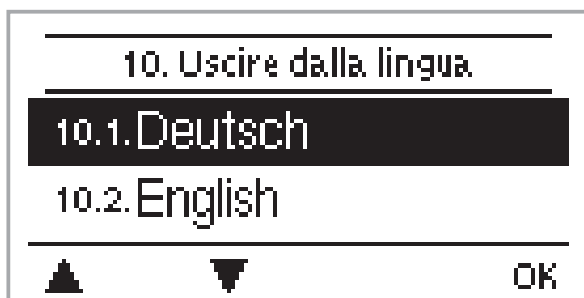 10. Uscire dalla lingua
10.1. Deutsch
10.2. English
▲ ▼ OK